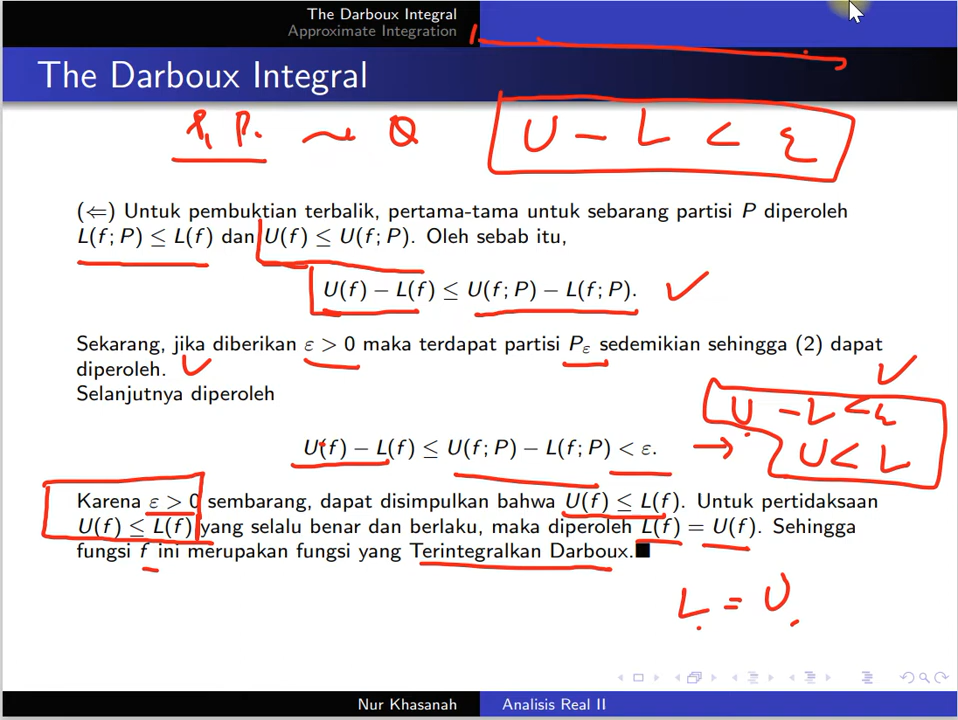 The Darboux Integral
Approximate Integration
The Darboux Integral
P, P. ~ Q
U - L < ε
(⇐) Untuk pembuktian terbalik, pertama-tama untuk sebarang partisi P diperoleh
L(f; P) ≤ L(f) dan U(f) ≤ U(f; P). Oleh sebab itu,
U(f) − L(f) ≤ U(f; P) − L(f; P).
Sekarang, jika diberikan ε > 0 maka terdapat partisi Pε sedemikian sehingga (2) dapat
diperoleh.
Selanjutnya diperoleh
U - L < ε
U(f) − L(f) ≤ U(f; P) − L(f; P) < ε.
→ U < L
Karena ε > 0 sembarang, dapat disimpulkan bahwa U(f) ≤ L(f). Untuk pertidaksaan
U(f) ≤ L(f) yang selalu benar dan berlaku, maka diperoleh L(f) = U(f). Sehingga
fungsi f ini merupakan fungsi yang Terintegralkan Darboux.■
L = U
Nur Khasanah
Analisis Real II